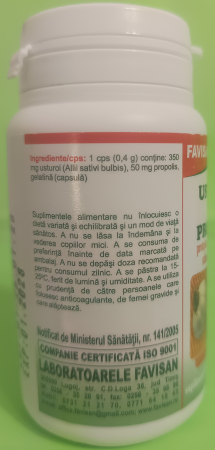 FAVISA
Ingrediente/cps: 1 cps (0,4 g) conține: 350
mg usturoi (Allii sativi bulbis), 50 mg propolis,
gelatină (capsulă)
US
PR
Suplimentele alimentare nu înlocuiesc o
dietă variată și echilibrată și un mod de viață
sănătos. A nu se lăsa la îndemâna și la
vederea copiilor mici. A se consuma de
preferință înainte de data marcată pe
ambalaj. A nu se depăși doza recomandată
pentru consumul zilnic. A se păstra la 15-
25°C, ferit de lumină și umiditate. A se utiliza
cu prudență de către persoanele care
folosesc anticoagulante, de femei gravide și
care alăptează.
Notificat de Ministerul Sănătății, nr. 141/2005
COMPANIE CERTIFICATĂ ISO 9001
LABORATOARELE FAVISAN